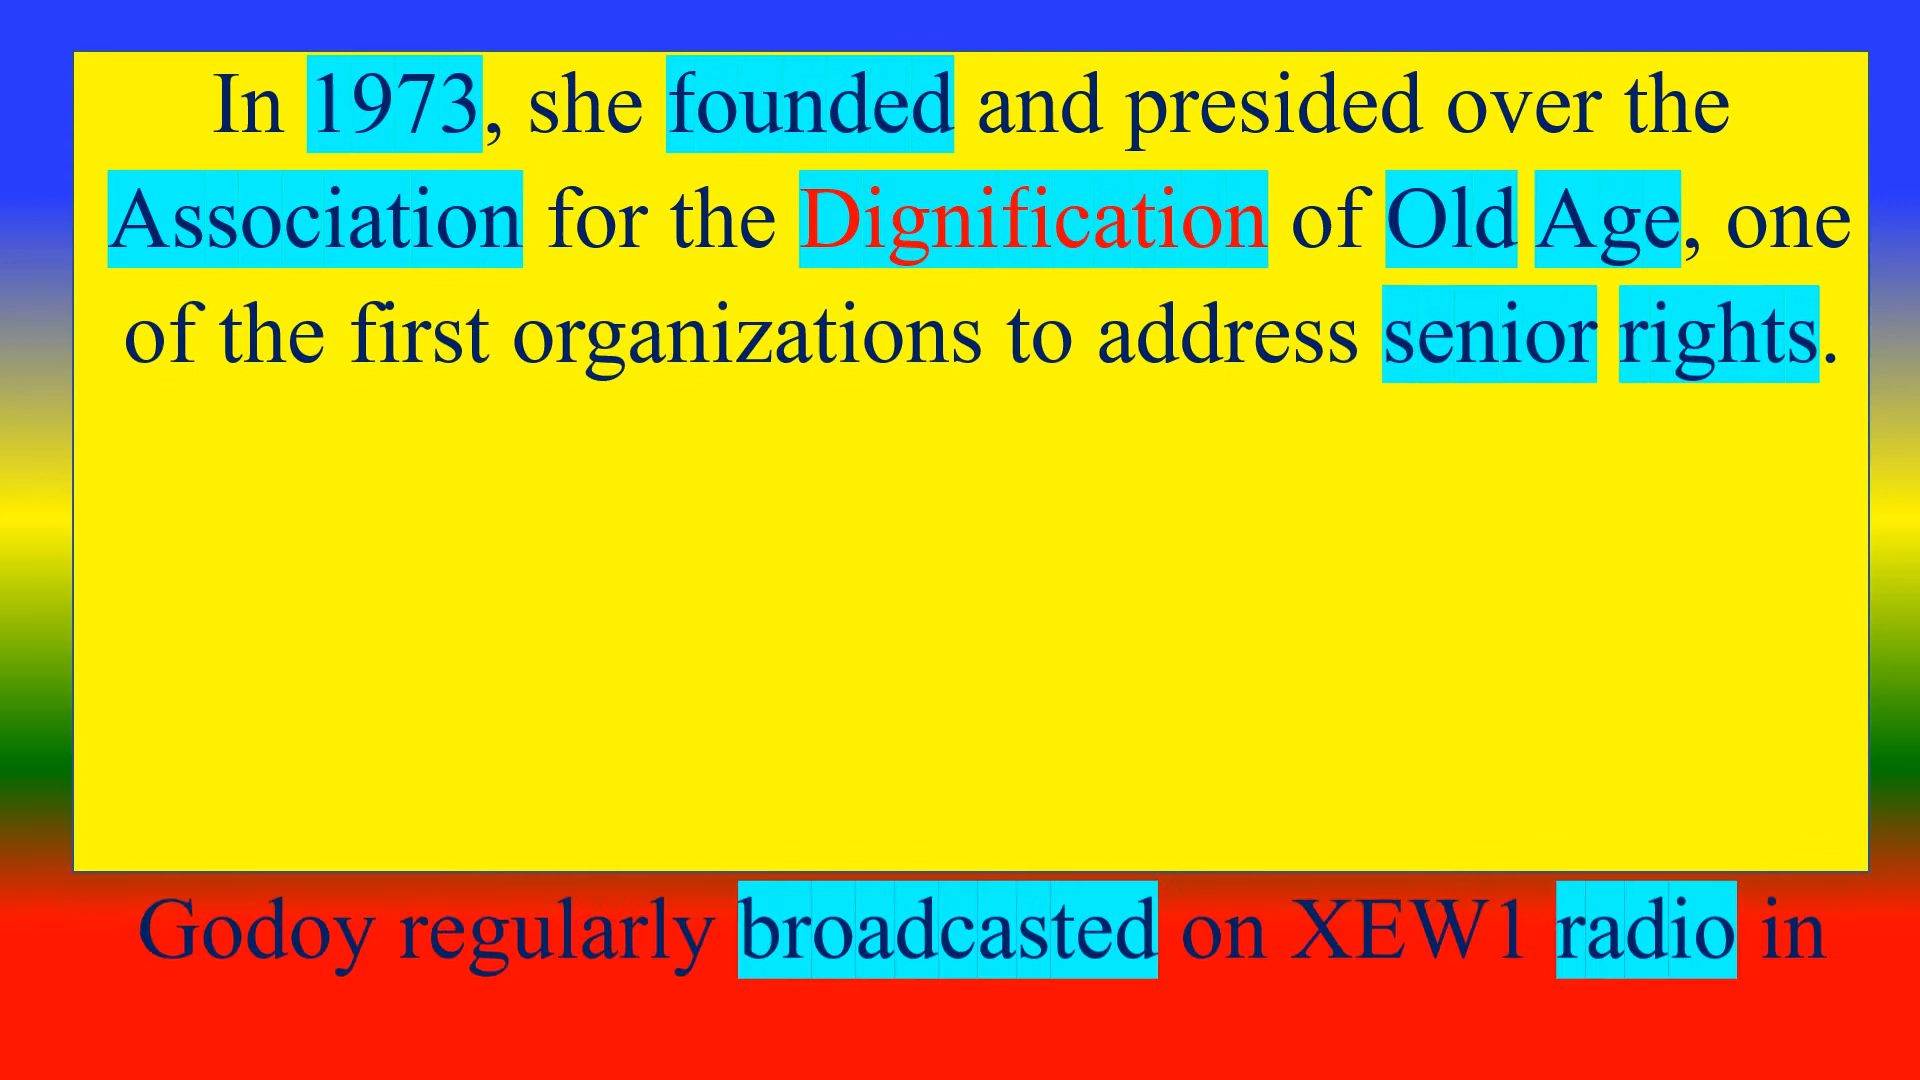 In 1973, she founded and presided over the
Association for the Dignification of Old Age, one
of the first organizations to address senior rights.
Godoy regularly broadcasted on XEW1 radio in